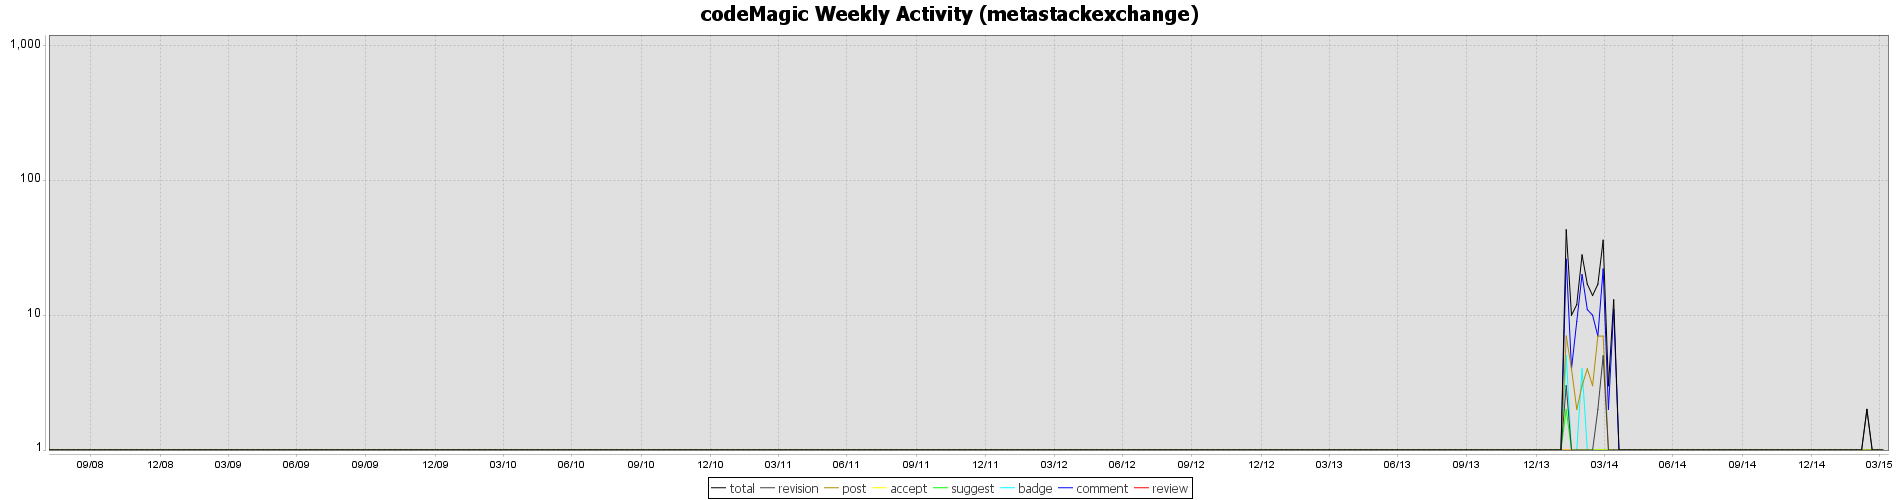 codeMagic Weekly Activity (metastackexchange)
1,000
100
10
1
09/08 12/08 03/09 06/09 09/09 12/09 03/10 06/10 09/10 12/10 03/11 06/11 09/11 12/11 03/12 06/12 09/12 12/12 03/13 06/13 09/13 12/13 03/14 06/14 09/14 12/14 03/15
total revision post accept suggest badge comment review